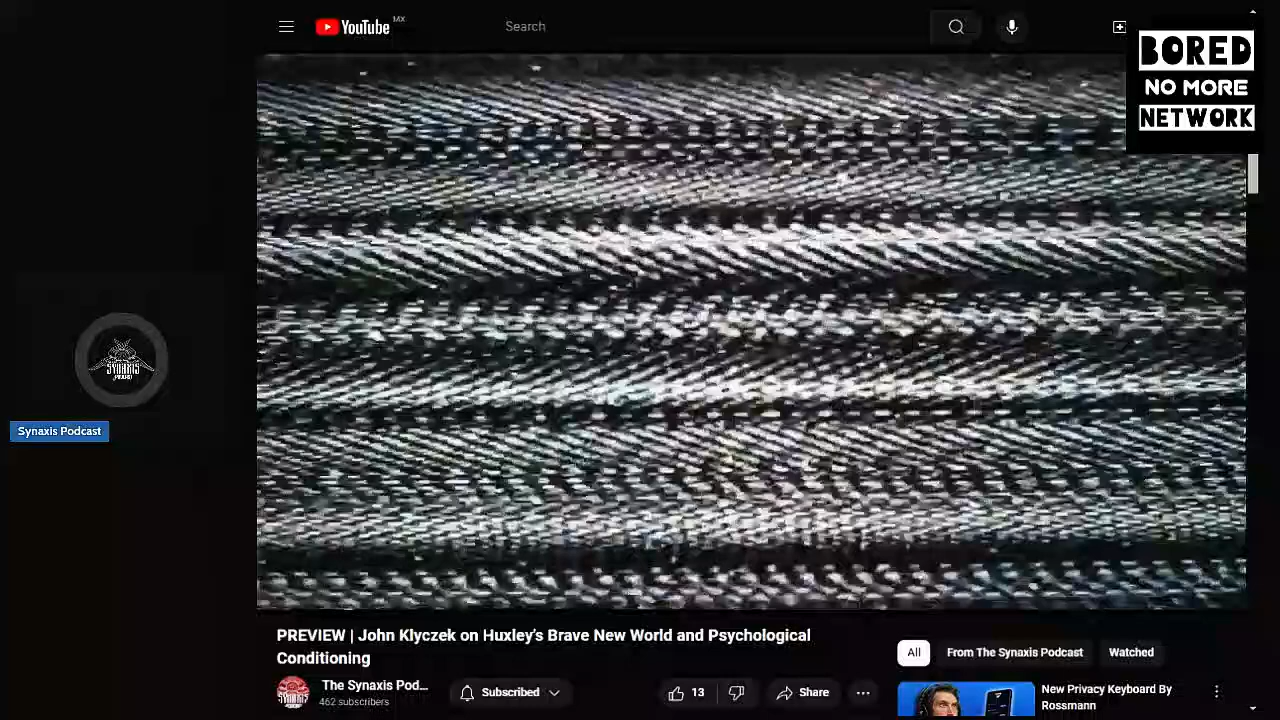 YouTube MX
Search
BORED
NO MORE
NETWORK
SYNAXIS
Synaxis Podcast
PREVIEW | John Klyczek on Huxley's Brave New World and Psychological
Conditioning
The Synaxis Pod...
462 subscribers
Subscribed
13
Share
All
From The Synaxis Podcast
Watched
New Privacy Keyboard By
Rossmann